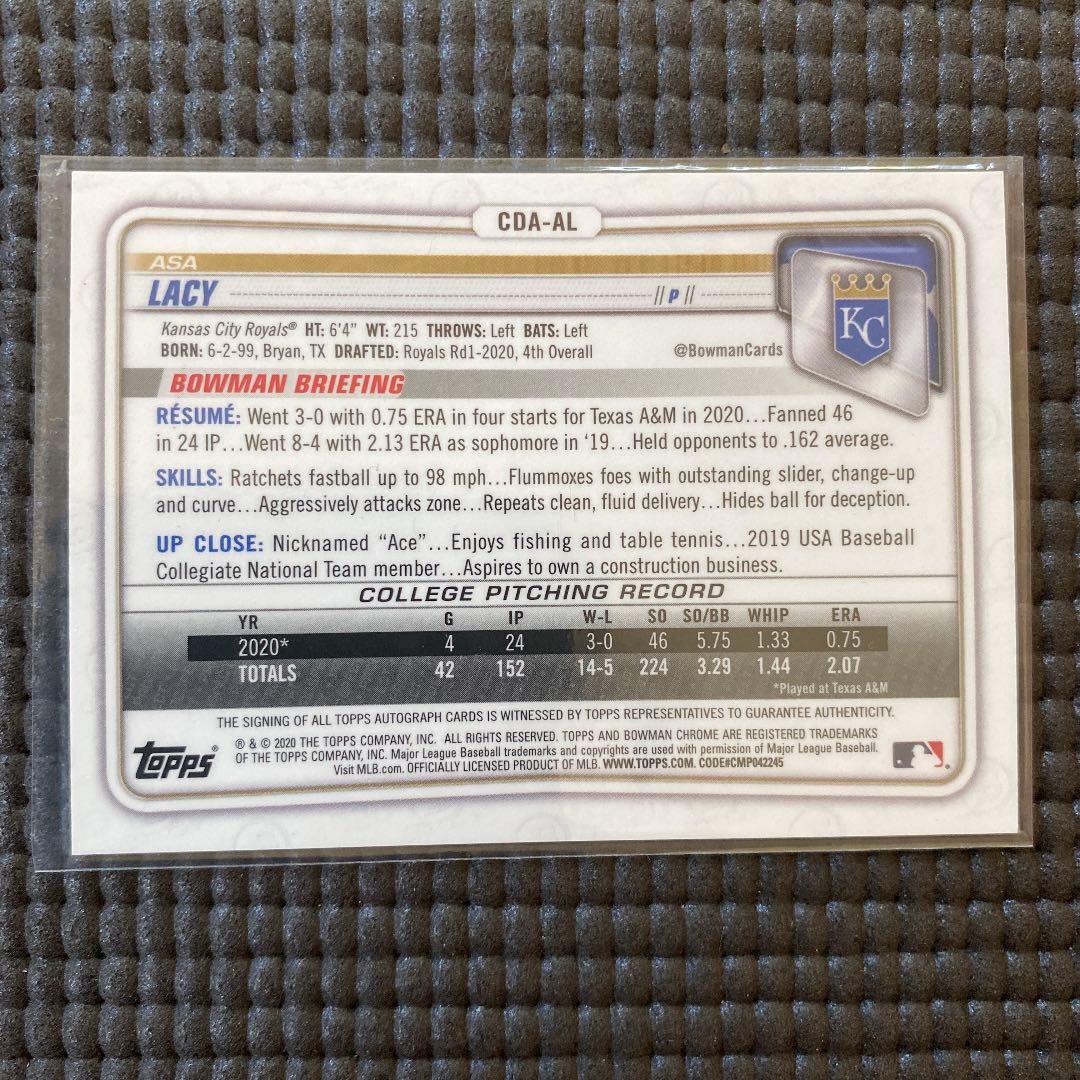 CDA-AL
ASA
LACY // P //
KC
Kansas City Royals® HT: 6'4" WT: 215 THROWS: Left BATS: Left
BORN: 6-2-99, Bryan, TX DRAFTED: Royals Rd1-2020, 4th Overall @BowmanCards
BOWMAN BRIEFING
RÉSUMÉ: Went 3-0 with 0.75 ERA in four starts for Texas A&M in 2020...Fanned 46
in 24 IP...Went 8-4 with 2.13 ERA as sophomore in '19...Held opponents to .162 average.
SKILLS: Ratchets fastball up to 98 mph...Flummoxes foes with outstanding slider, change-up
and curve...Aggressively attacks zone...Repeats clean, fluid delivery...Hides ball for deception.
UP CLOSE: Nicknamed "Ace"...Enjoys fishing and table tennis...2019 USA Baseball
Collegiate National Team member...Aspires to own a construction business.
COLLEGE PITCHING RECORD
YR G IP W-L SO SO/BB WHIP ERA
2020* 4 24 3-0 46 5.75 1.33 0.75
TOTALS 42 152 14-5 224 3.29 1.44 2.07
*Played at Texas A&M
THE SIGNING OF ALL TOPPS AUTOGRAPH CARDS IS WITNESSED BY TOPPS REPRESENTATIVES TO GUARANTEE AUTHENTICITY.
topps®
® & © 2020 THE TOPPS COMPANY, INC. ALL RIGHTS RESERVED. TOPPS AND BOWMAN CHROME ARE REGISTERED TRADEMARKS
OF THE TOPPS COMPANY, INC. Major League Baseball trademarks and copyrights are used with permission of Major League Baseball.
Visit MLB.com. OFFICIALLY LICENSED PRODUCT OF MLB. WWW.TOPPS.COM. CODE#CMP042245